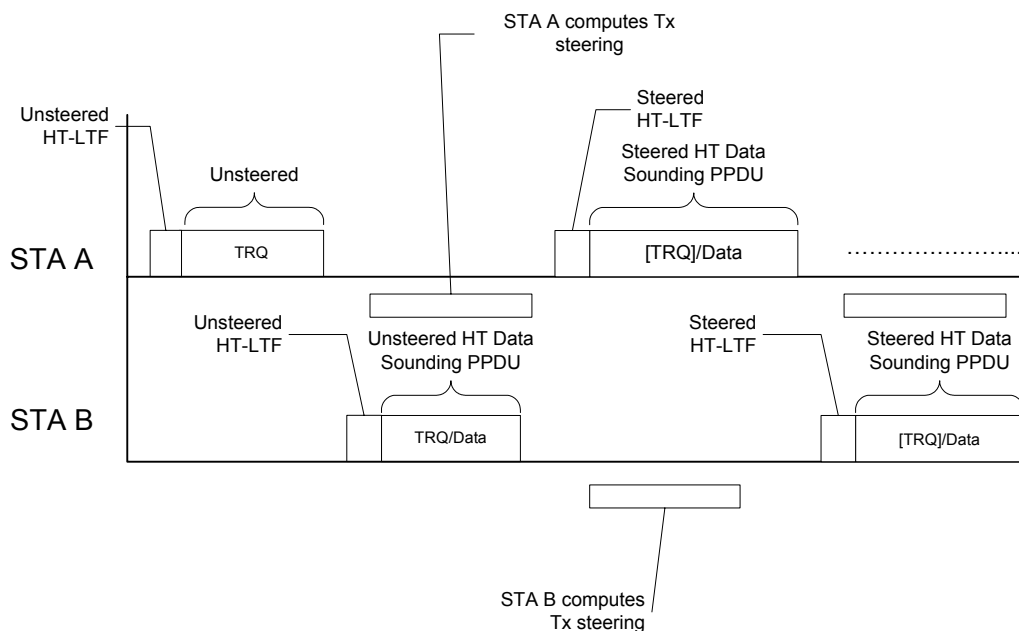 STA A computes Tx
steering
Unsteered
HT-LTF
Steered
HT-LTF
Unsteered
Steered HT Data
Sounding PPDU
STA A
TRQ
[TRQ]/Data
Unsteered
HT-LTF
Unsteered HT Data
Sounding PPDU
Steered
HT-LTF
Steered HT Data
Sounding PPDU
STA B
TRQ/Data
[TRQ]/Data
STA B computes
Tx steering